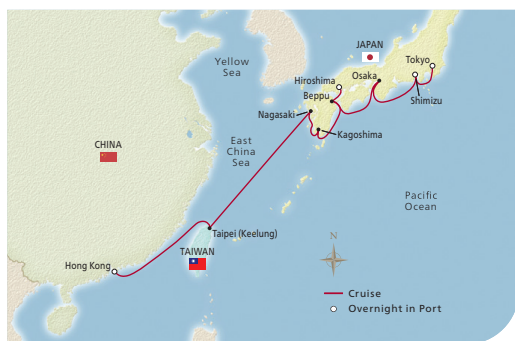 Yellow
Sea
JAPAN
Tokyo
Osaka
Hiroshima
Beppu
Shimizu
Nagasaki
Kagoshima
East
China
Sea
CHINA
Pacific
Ocean
Taipei (Keelung)
TAIWAN
Hong Kong
N
Cruise
Overnight in Port